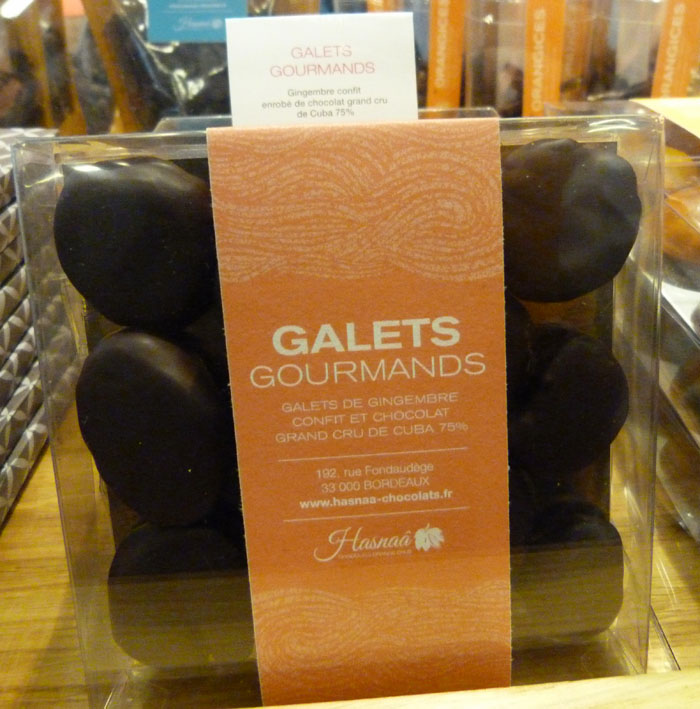 GALETS
GOURMANDS
Gingembre confit
enrobé de chocolat grand cru
de Cuba 75%
ORANGICES
GALETS
GOURMANDS
GALETS DE GINGEMBRE
CONFIT ET CHOCOLAT
GRAND CRU DE CUBA 75%
192, rue Fondaudège
33 000 BORDEAUX
www.hasnaa-chocolats.fr
Hasnaâ